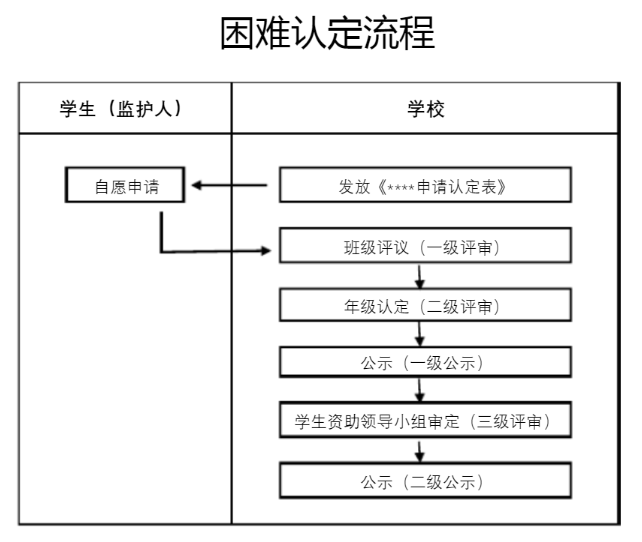 困难认定流程
学生（监护人）
学校
自愿申请
发放《****申请认定表》
班级评议（一级评审）
年级认定（二级评审）
公示（一级公示）
学生资助领导小组审定（三级评审）
公示（二级公示）